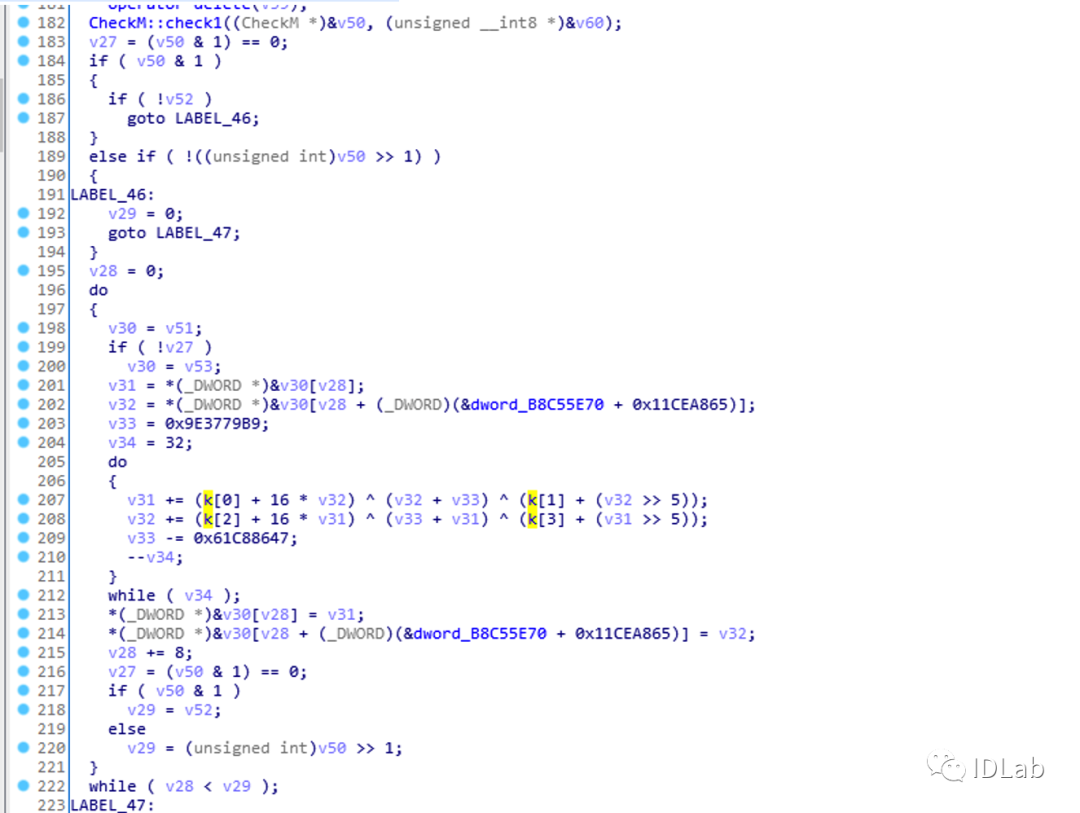 181 operator delete(v59);
182 CheckM::check1((CheckM *)&v50, (unsigned __int8 *)&v60);
183 v27 = (v50 & 1) == 0;
184 if ( v50 & 1 )
185 {
186 if ( !v52 )
187 goto LABEL_46;
188 }
189 else if ( !((unsigned int)v50 >> 1) )
190 {
191 LABEL_46:
192 v29 = 0;
193 goto LABEL_47;
194 }
195 v28 = 0;
196 do
197 {
198 v30 = v51;
199 if ( !v27 )
200 v30 = v53;
201 v31 = *(_DWORD *)&v30[v28];
202 v32 = *(_DWORD *)&v30[v28 + (_DWORD)(&dword_B8C55E70 + 0x11CEA865)];
203 v33 = 0x9E3779B9;
204 v34 = 32;
205 do
206 {
207 v31 += (k[0] + 16 * v32) ^ (v32 + v33) ^ (k[1] + (v32 >> 5));
208 v32 += (k[2] + 16 * v31) ^ (v33 + v31) ^ (k[3] + (v31 >> 5));
209 v33 -= 0x61C88647;
210 --v34;
211 }
212 while ( v34 );
213 *(_DWORD *)&v30[v28] = v31;
214 *(_DWORD *)&v30[v28 + (_DWORD)(&dword_B8C55E70 + 0x11CEA865)] = v32;
215 v28 += 8;
216 v27 = (v50 & 1) == 0;
217 if ( v50 & 1 )
218 v29 = v52;
219 else
220 v29 = (unsigned int)v50 >> 1;
221 }
222 while ( v28 < v29 );
223 LABEL_47:
IDLab